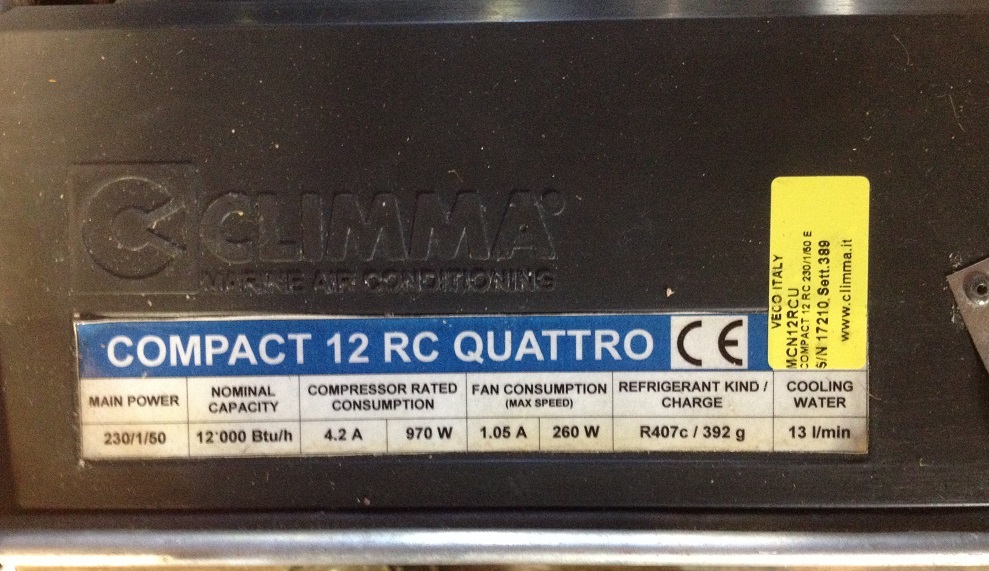 CLIMMA
MARINE AIR CONDITIONING
COMPACT 12 RC QUATTRO CE
VECO ITALY
MCN12RCU
COMPACT 12 RC 230/1/50 E
S/N 17210, Sett.389
www.climma.it
MAIN POWER NOMINAL CAPACITY COMPRESSOR RATED CONSUMPTION FAN CONSUMPTION (MAX SPEED) REFRIGERANT KIND / CHARGE COOLING WATER
230/1/50 12'000 Btu/h 4.2 A 970 W 1.05 A 260 W R407c / 392 g 13 l/min